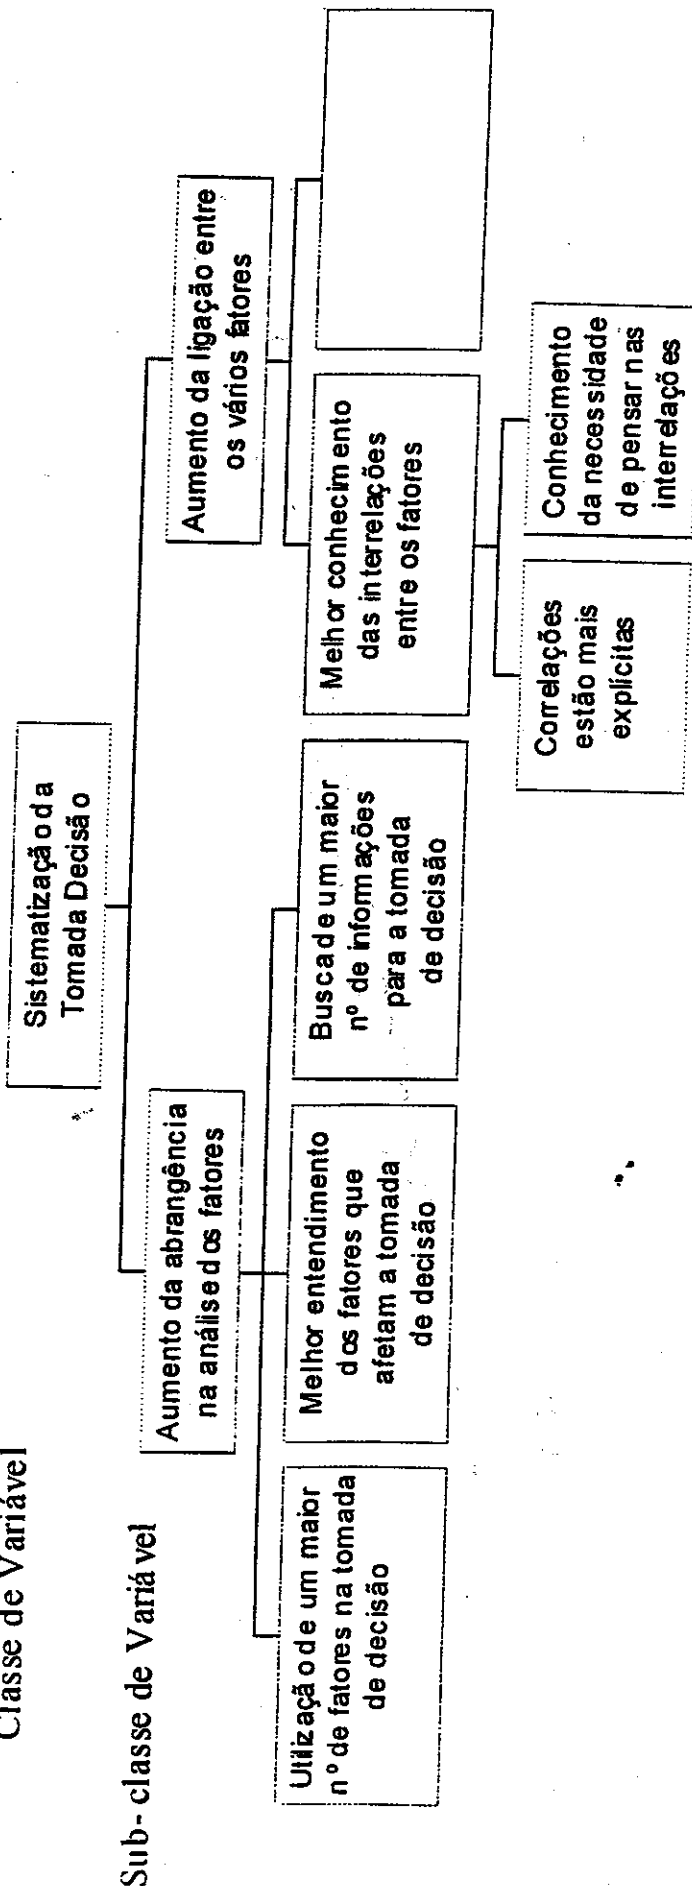 Classe de Variável
Sistematização da
Tomada Decisão
Sub-classe de Variável
Aumento da abrangência
na análise dos fatores
Aumento da ligação entre
os vários fatores
Utilização de um maior
nº de fatores na tomada
de decisão
Melhor entendimento
dos fatores que
afetam a tomada
de decisão
Busca de um maior
nº de informações
para a tomada
de decisão
Melhor conhecimento
das interrelações
entre os fatores
Correlações
estão mais
explícitas
Conhecimento
da necessidade
de pensar nas
interrelações